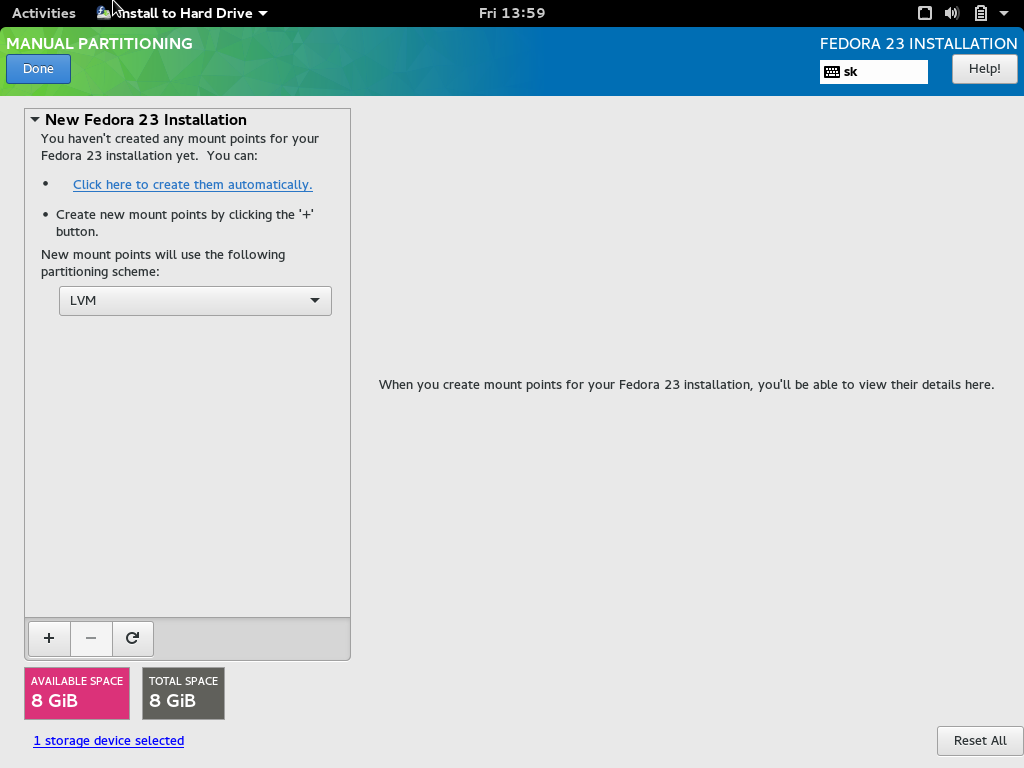 Activities
Install to Hard Drive
Fri 13:59
MANUAL PARTITIONING
FEDORA 23 INSTALLATION
Done
sk
Help!
New Fedora 23 Installation
You haven't created any mount points for your
Fedora 23 installation yet. You can:
• Click here to create them automatically.
• Create new mount points by clicking the '+'
button.
New mount points will use the following
partitioning scheme:
LVM
When you create mount points for your Fedora 23 installation, you'll be able to view their details here.
+ −
AVAILABLE SPACE
8 GiB
TOTAL SPACE
8 GiB
1 storage device selected
Reset All